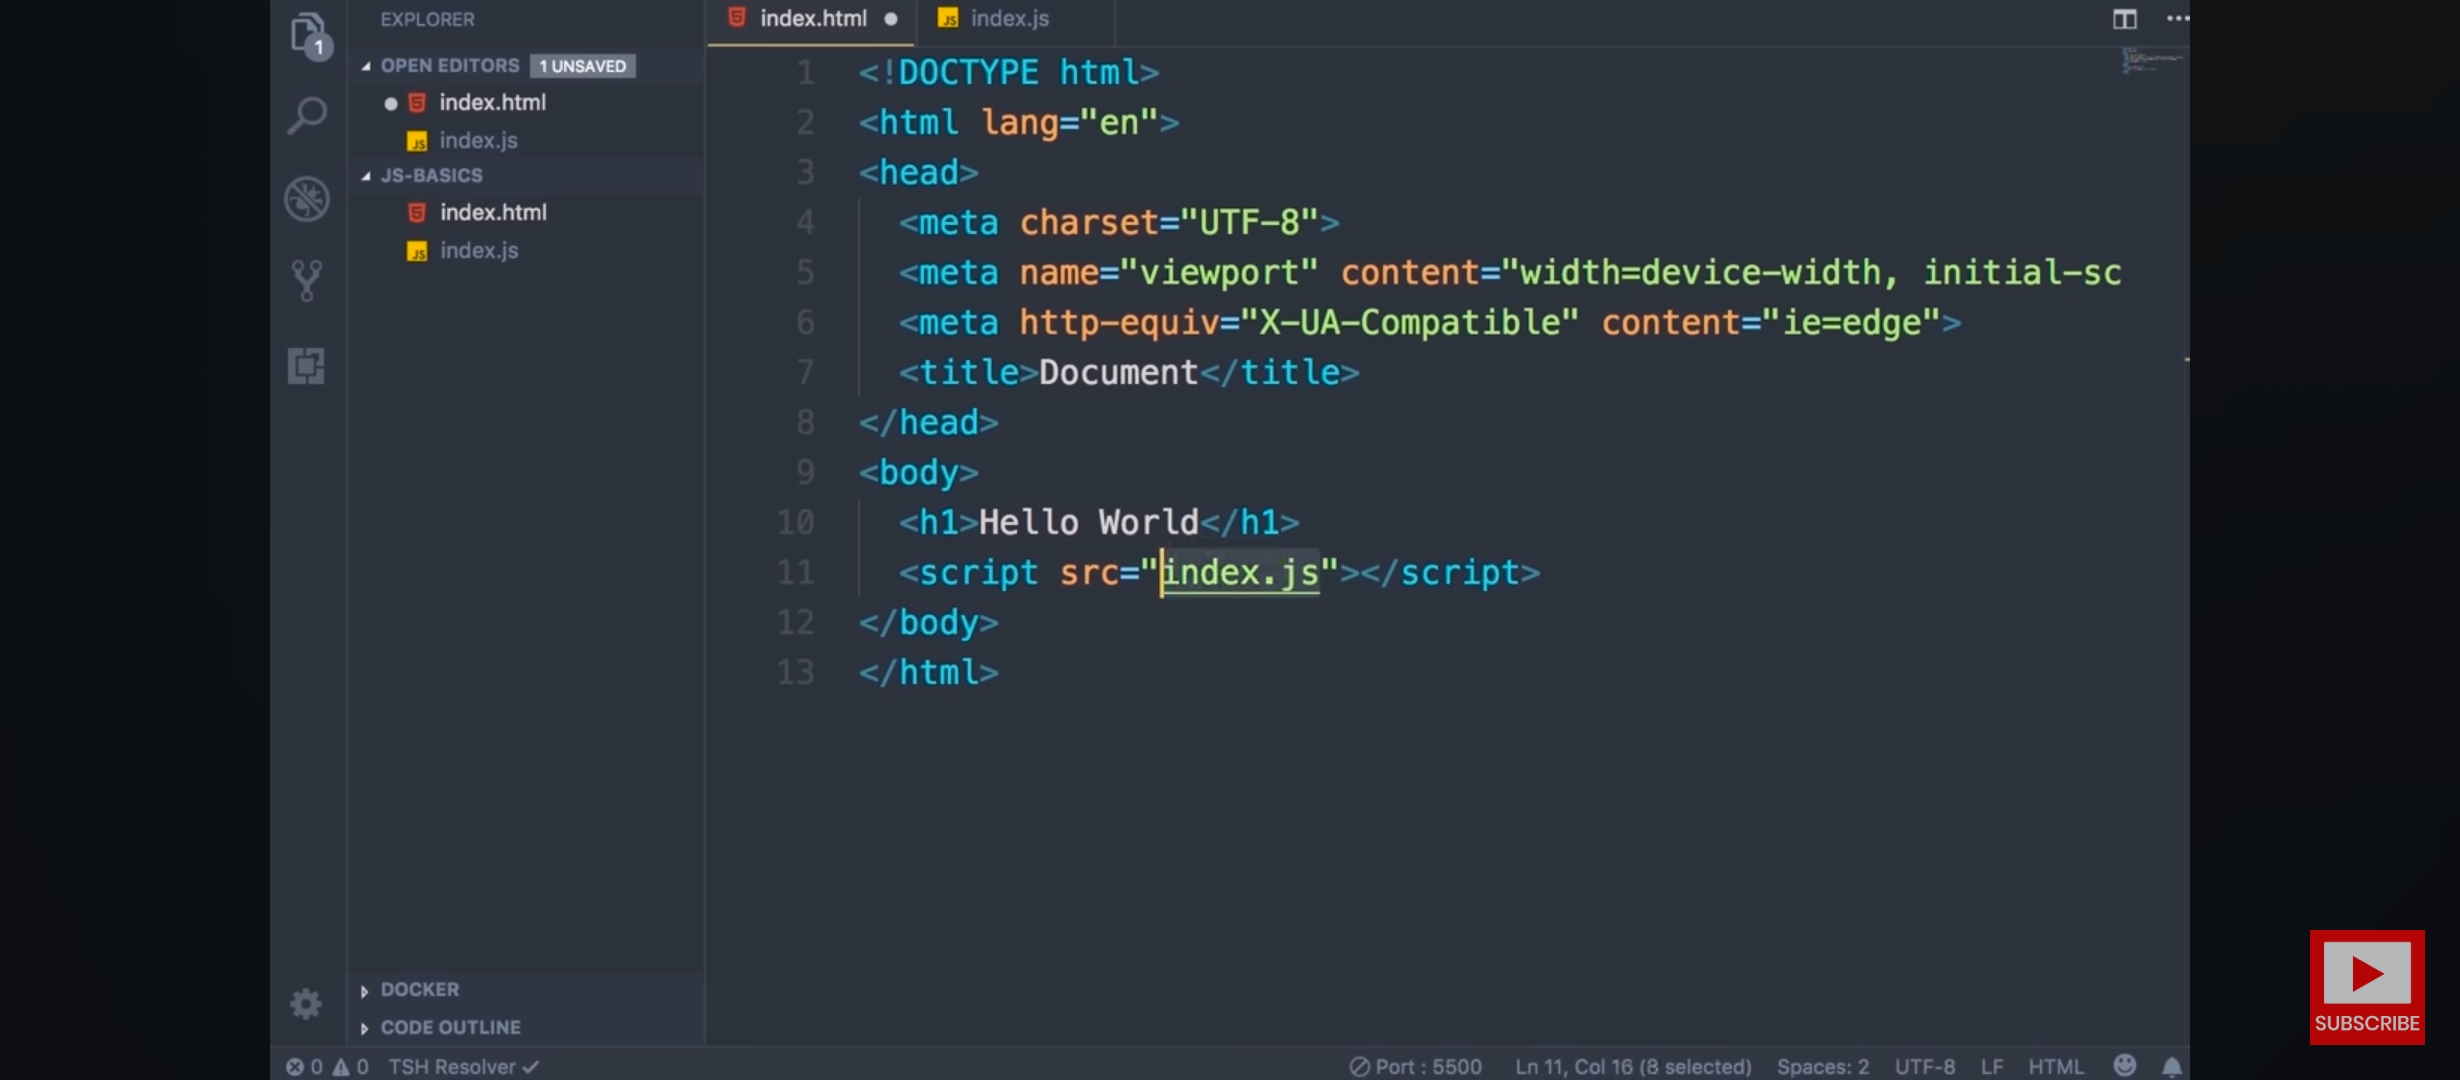 EXPLORER
1
OPEN EDITORS 1 UNSAVED
index.html
index.js
JS-BASICS
index.html
index.js
DOCKER
CODE OUTLINE
index.html index.js
1 <!DOCTYPE html>
2 <html lang="en">
3 <head>
4 <meta charset="UTF-8">
5 <meta name="viewport" content="width=device-width, initial-sc
6 <meta http-equiv="X-UA-Compatible" content="ie=edge">
7 <title>Document</title>
8 </head>
9 <body>
10 <h1>Hello World</h1>
11 <script src="index.js"></script>
12 </body>
13 </html>
0 0 TSH Resolver Port : 5500 Ln 11, Col 16 (8 selected) Spaces: 2 UTF-8 LF HTML
SUBSCRIBE